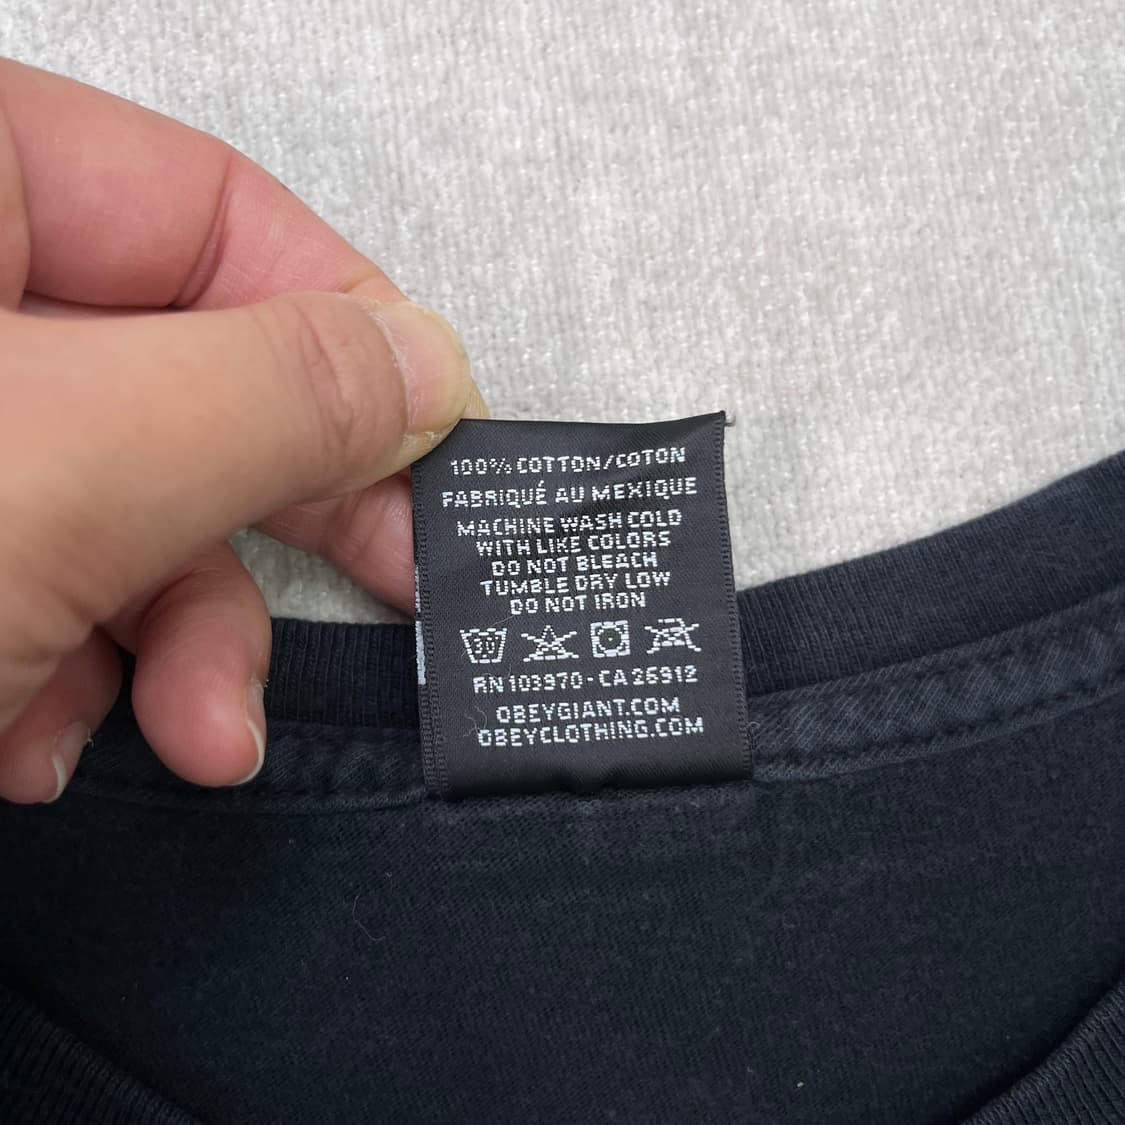 100% COTTON/COTON
FABRIQUÉ AU MEXIQUE
MACHINE WASH COLD
WITH LIKE COLORS
DO NOT BLEACH
TUMBLE DRY LOW
DO NOT IRON
30
RN 103970 - CA 26912
OBEYGIANT.COM
OBEYCLOTHING.COM